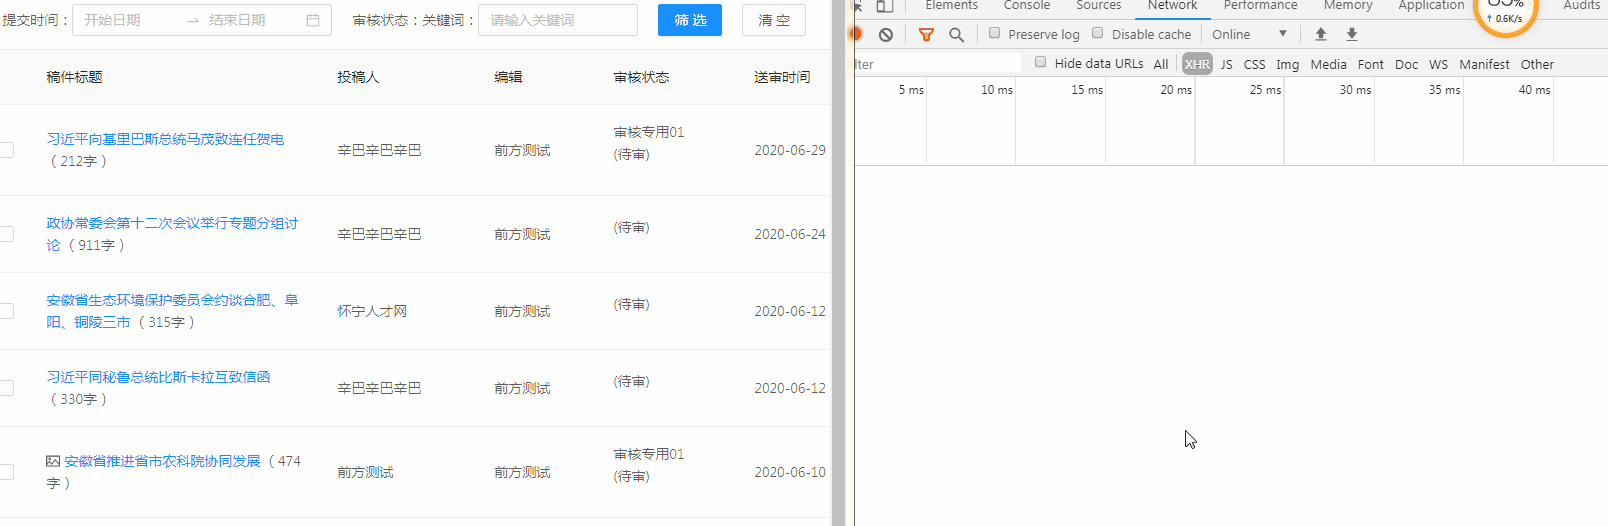 提交时间：开始日期 → 结束日期 审核状态：关键词：请输入关键词 筛 选 清 空
稿件标题 投稿人 编辑 审核状态 送审时间
习近平向基里巴斯总统马茂致连任贺电
（212字） 辛巴辛巴辛巴 前方测试 审核专用01
(待审) 2020-06-29
政协常委会第十二次会议举行专题分组讨
论（911字） 辛巴辛巴辛巴 前方测试 (待审) 2020-06-24
安徽省生态环境保护委员会约谈合肥、阜
阳、铜陵三市（315字） 怀宁人才网 前方测试 (待审) 2020-06-12
习近平同秘鲁总统比斯卡拉互致信函
（330字） 辛巴辛巴辛巴 前方测试 (待审) 2020-06-12
安徽省推进省市农科院协同发展（474
字） 前方测试 前方测试 审核专用01
(待审) 2020-06-10
Elements Console Sources Network Performance Memory Application Audits
0.6K/s
Preserve log Disable cache Online
lter Hide data URLs All XHR JS CSS Img Media Font Doc WS Manifest Other
5 ms 10 ms 15 ms 20 ms 25 ms 30 ms 35 ms 40 ms